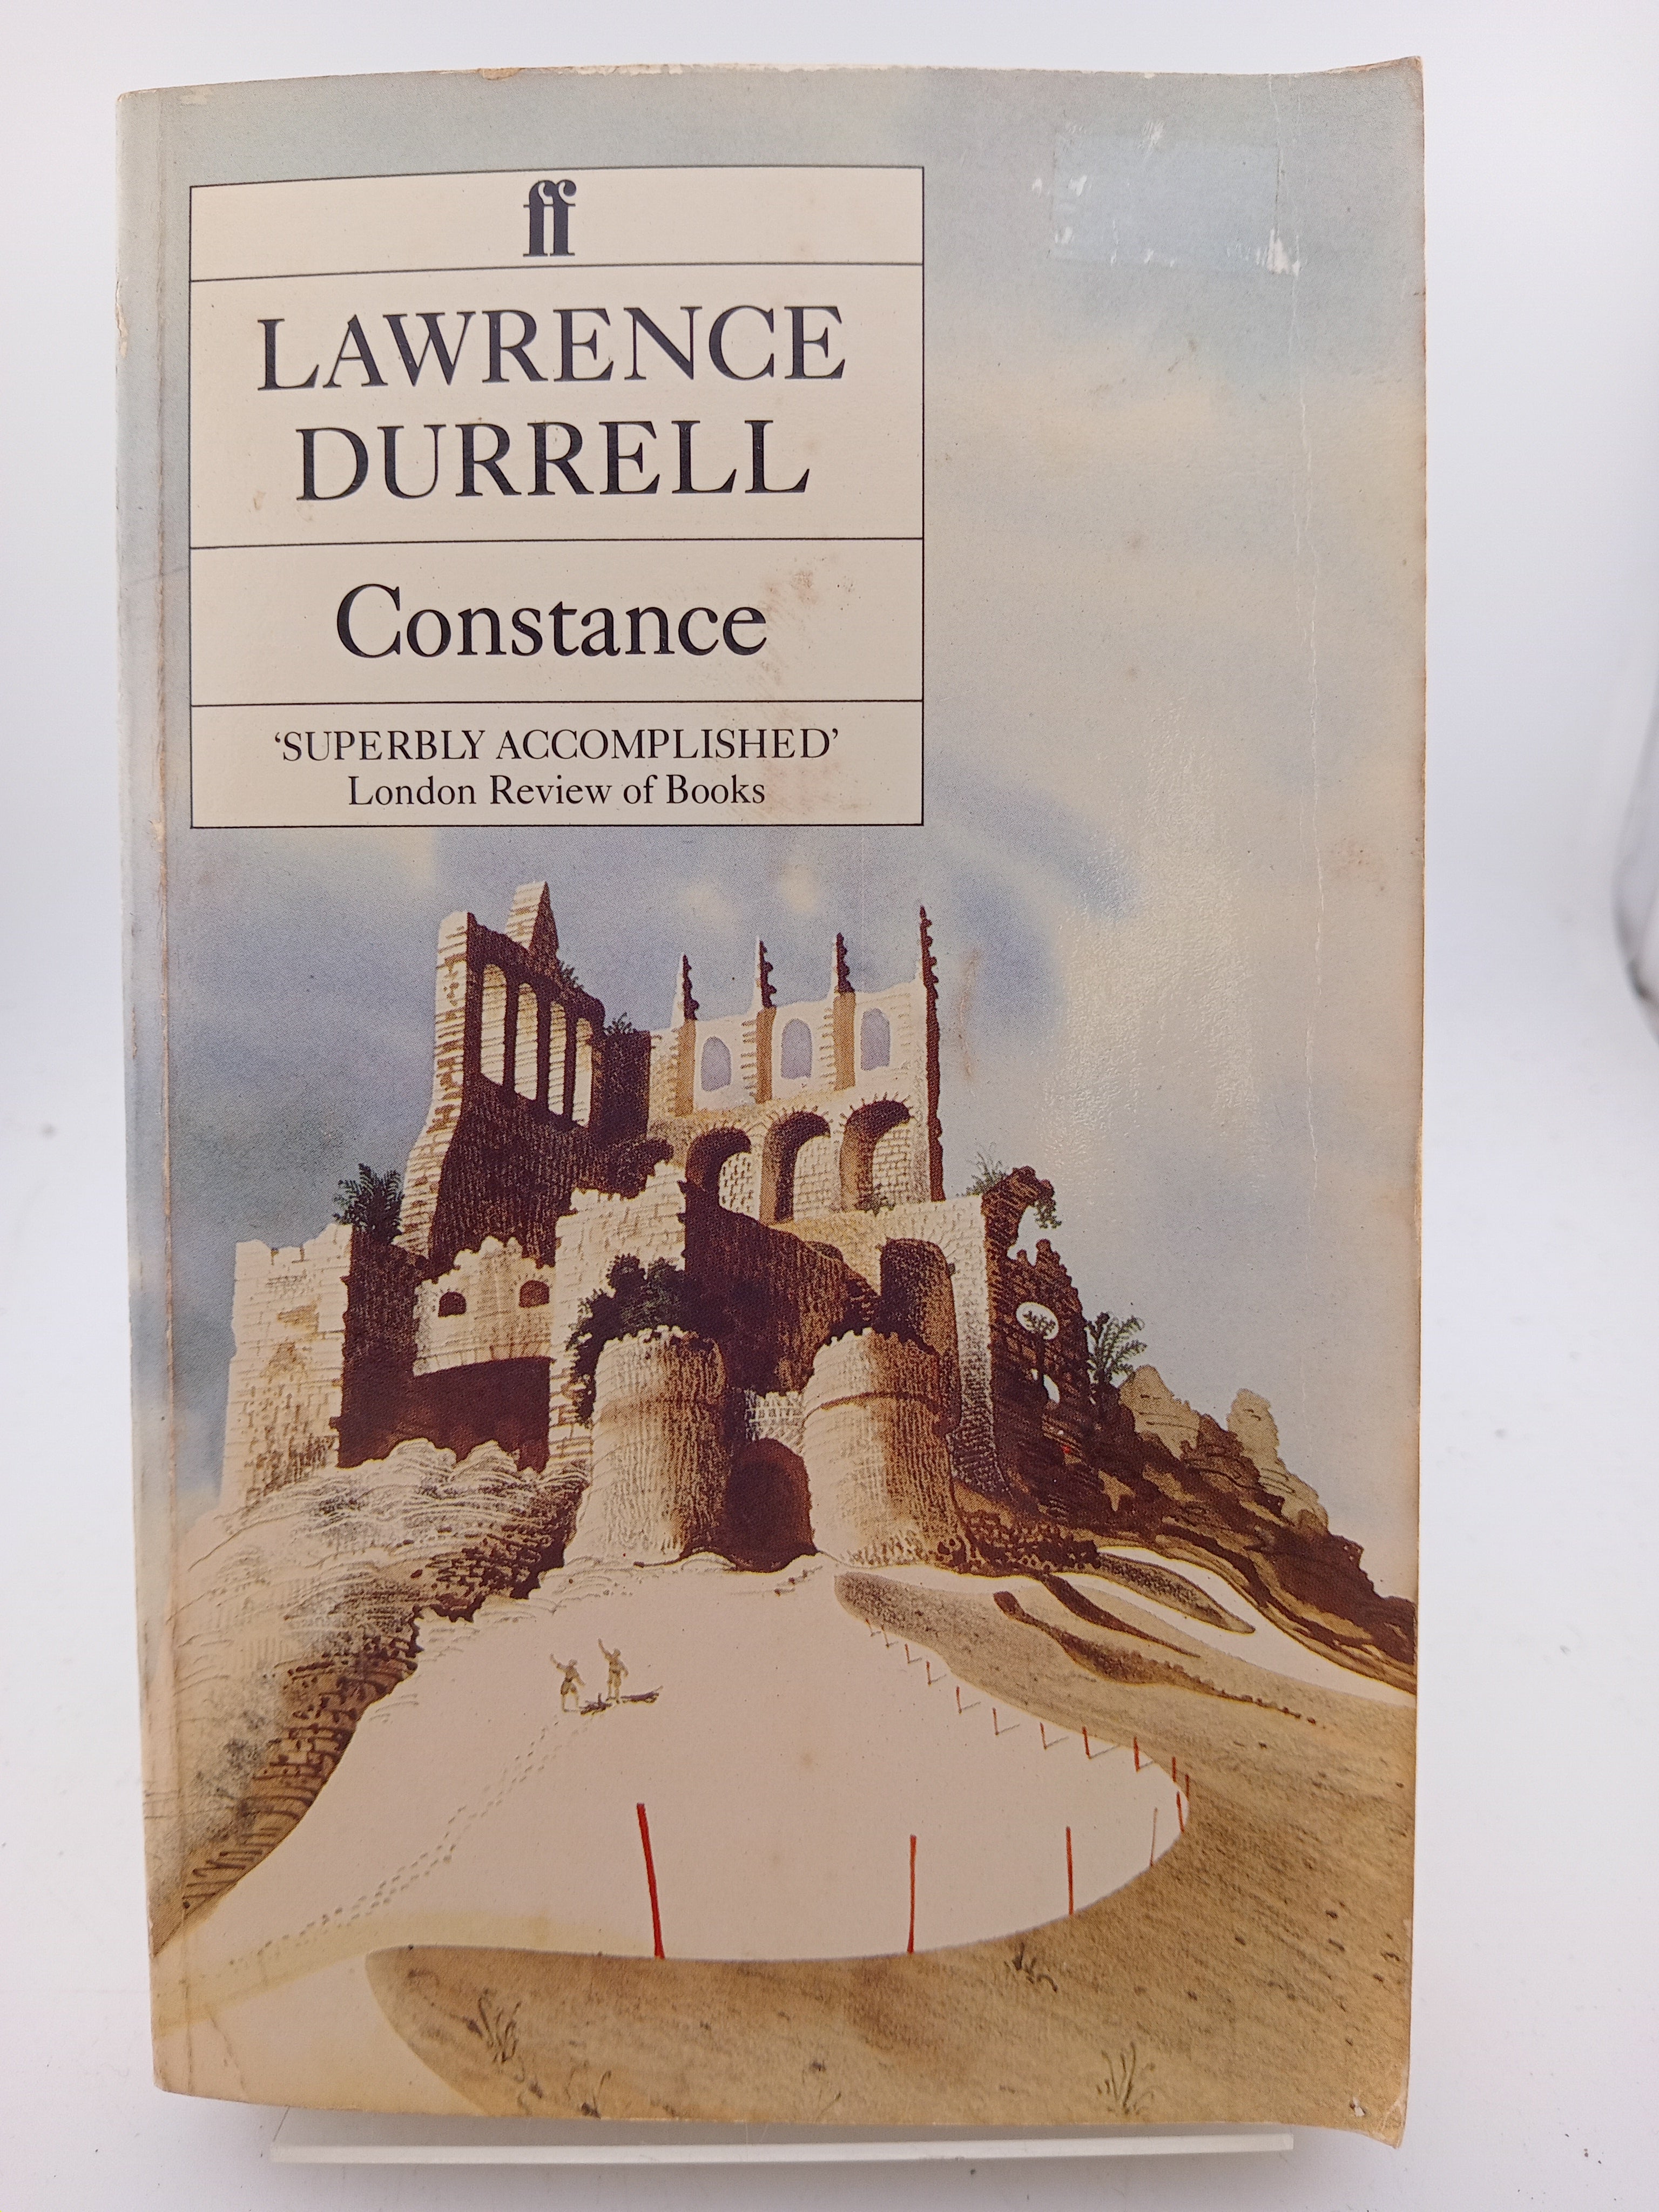 ff
LAWRENCE
DURRELL
Constance
‘SUPERBLY ACCOMPLISHED’
London Review of Books